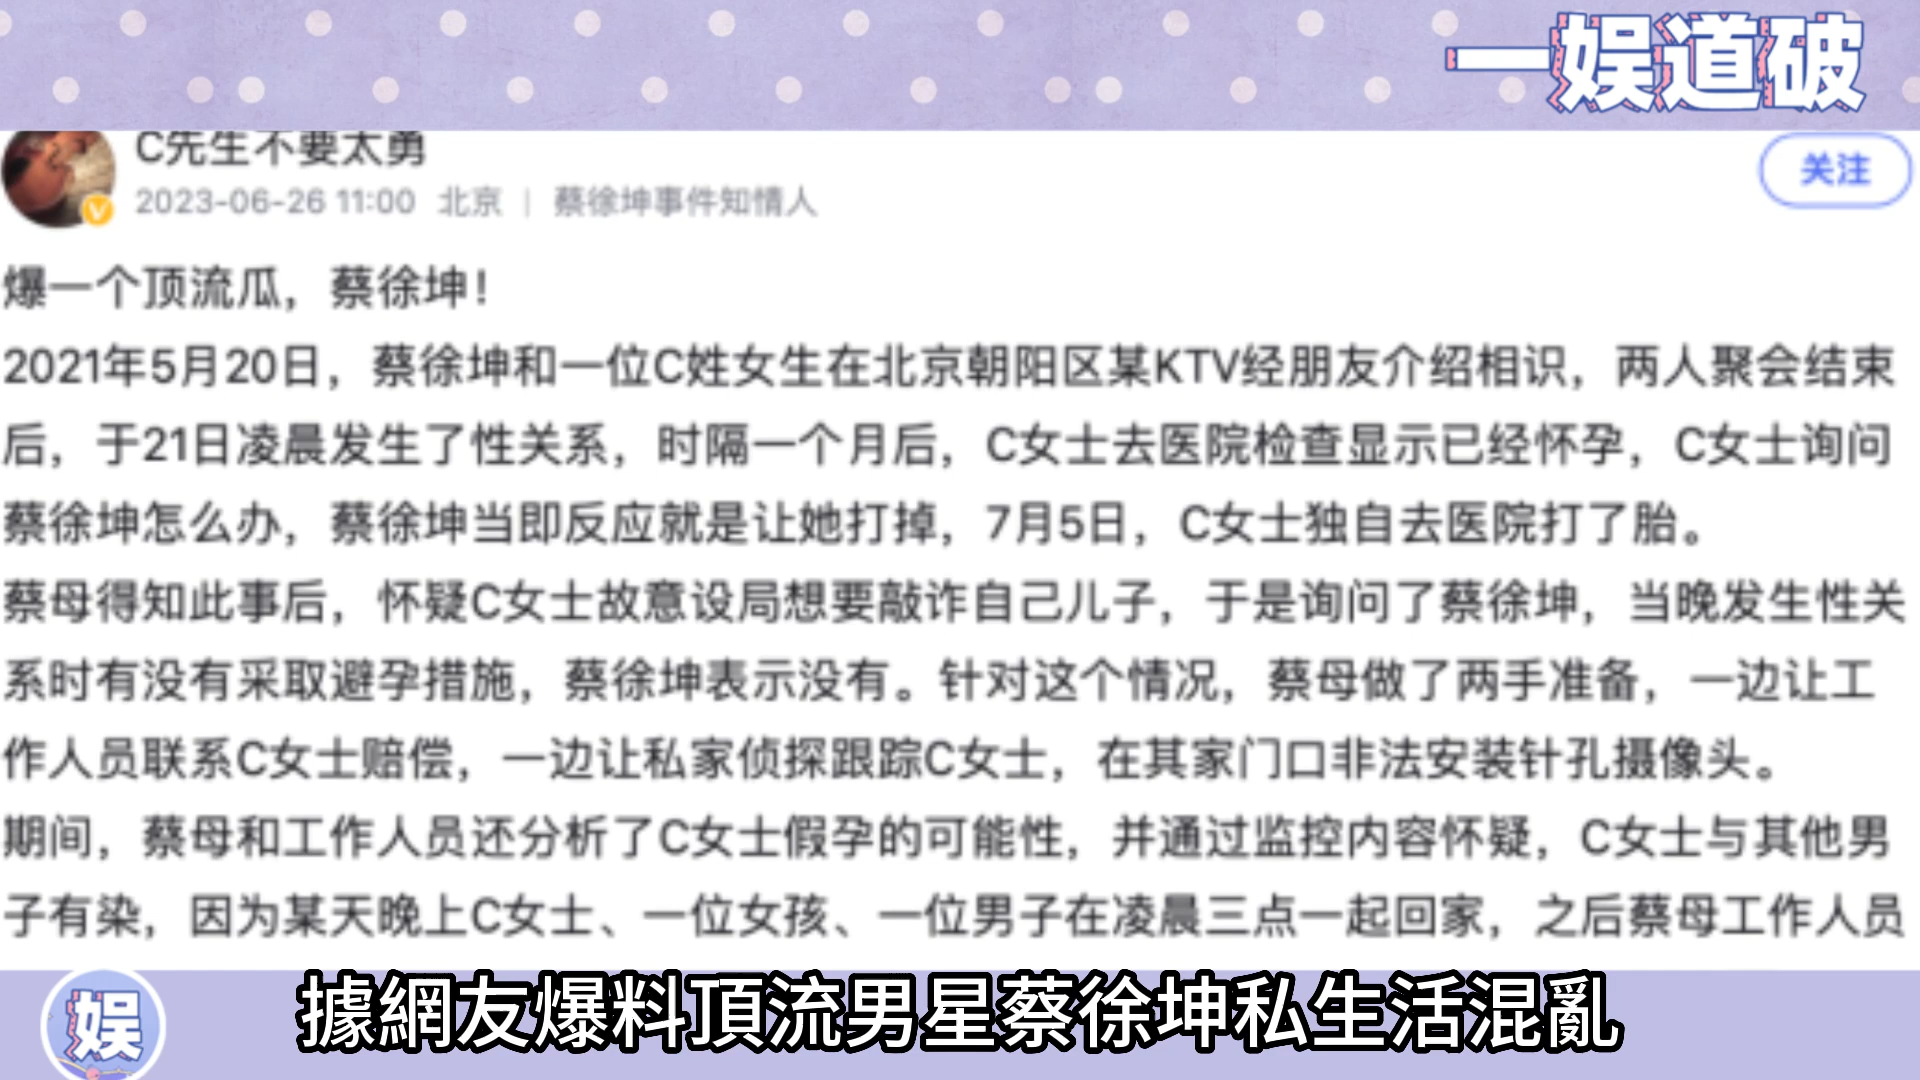 一娱道破
C先生不要太勇
2023-06-26 11:00 北京 | 蔡徐坤事件知情人
关注
爆一个顶流瓜，蔡徐坤！
2021年5月20日，蔡徐坤和一位C姓女生在北京朝阳区某KTV经朋友介绍相识，两人聚会结束
后，于21日凌晨发生了性关系，时隔一个月后，C女士去医院检查显示已经怀孕，C女士询问
蔡徐坤怎么办，蔡徐坤当即反应就是让她打掉，7月5日，C女士独自去医院打了胎。
蔡母得知此事后，怀疑C女士故意设局想要敲诈自己儿子，于是询问了蔡徐坤，当晚发生性关
系时有没有采取避孕措施，蔡徐坤表示没有。针对这个情况，蔡母做了两手准备，一边让工
作人员联系C女士赔偿，一边让私家侦探跟踪C女士，在其家门口非法安装针孔摄像头。
期间，蔡母和工作人员还分析了C女士假孕的可能性，并通过监控内容怀疑，C女士与其他男
子有染，因为某天晚上C女士、一位女孩、一位男子在凌晨三点一起回家，之后蔡母工作人员
娱
據網友爆料頂流男星蔡徐坤私生活混亂